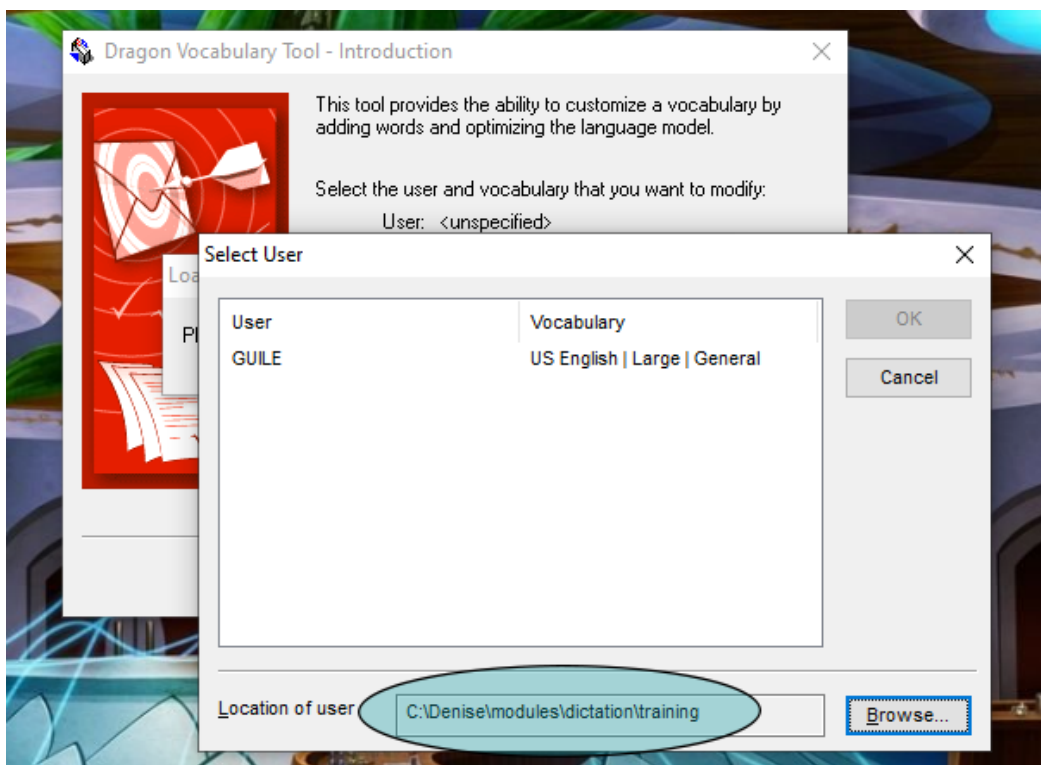 Dragon Vocabulary Tool - Introduction
This tool provides the ability to customize a vocabulary by
adding words and optimizing the language model.
Select the user and vocabulary that you want to modify:
User: <unspecified>
Select User
Loa
Pl
User Vocabulary
GUILE US English | Large | General
OK
Cancel
Location of user C:\Denise\modules\dictation\training
Browse...